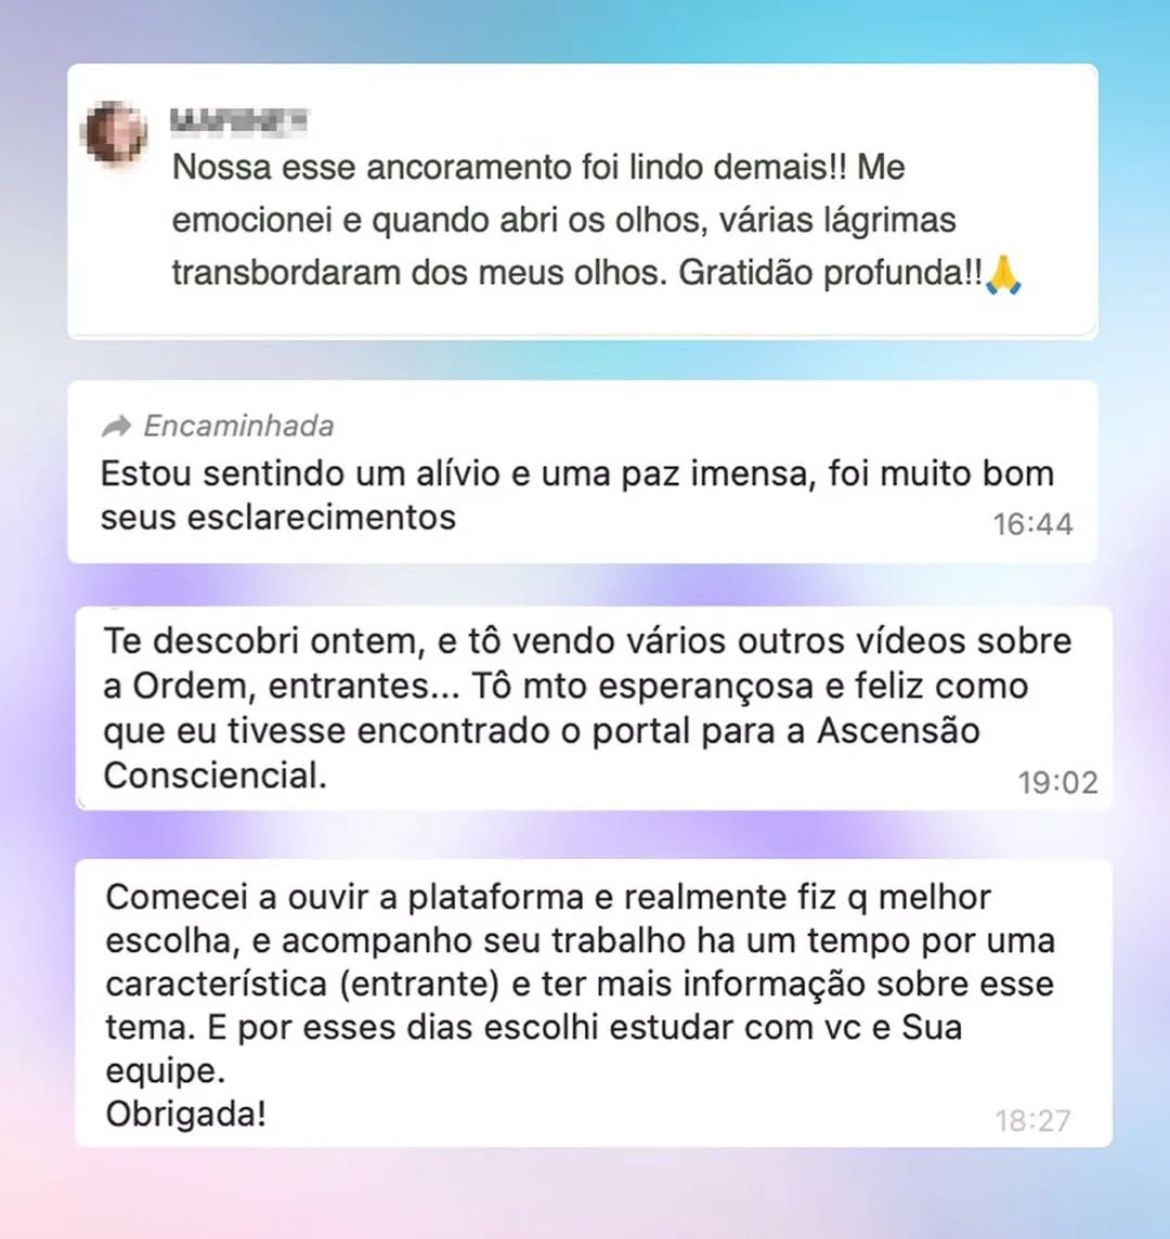 Nossa esse ancoramento foi lindo demais!! Me
emocionei e quando abri os olhos, várias lágrimas
transbordaram dos meus olhos. Gratidão profunda!!🙏
Encaminhada
Estou sentindo um alívio e uma paz imensa, foi muito bom
seus esclarecimentos
16:44
Te descobri ontem, e tô vendo vários outros vídeos sobre
a Ordem, entrantes... Tô mto esperançosa e feliz como
que eu tivesse encontrado o portal para a Ascensão
Consciencial.
19:02
Comecei a ouvir a plataforma e realmente fiz q melhor
escolha, e acompanho seu trabalho ha um tempo por uma
característica (entrante) e ter mais informação sobre esse
tema. E por esses dias escolhi estudar com vc e Sua
equipe.
Obrigada!
18:27